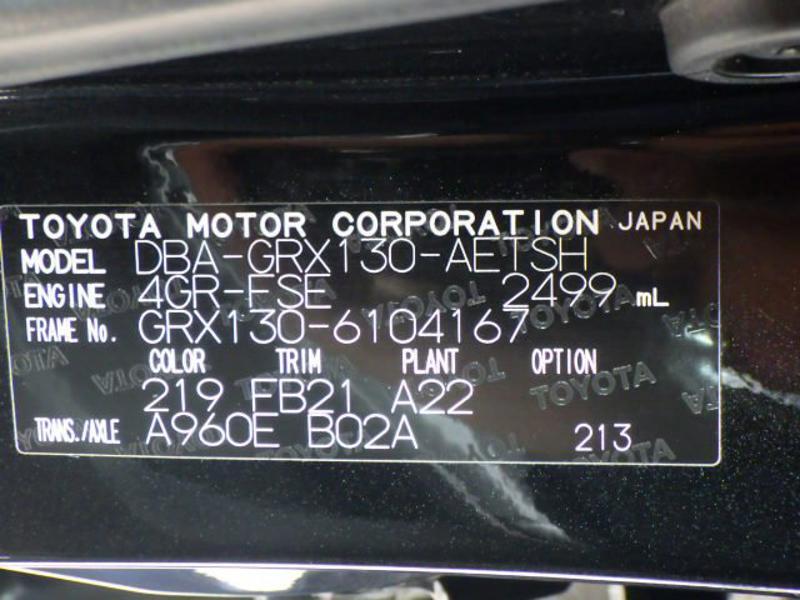 TOYOTA MOTOR CORPORATION JAPAN
MODEL DBA-GRX130-AETSH
ENGINE 4GR-FSE 2499 mL
FRAME No. GRX130-6104167
COLOR TRIM PLANT OPTION
219 FB21 A22
TRANS./AXLE A960E B02A 213